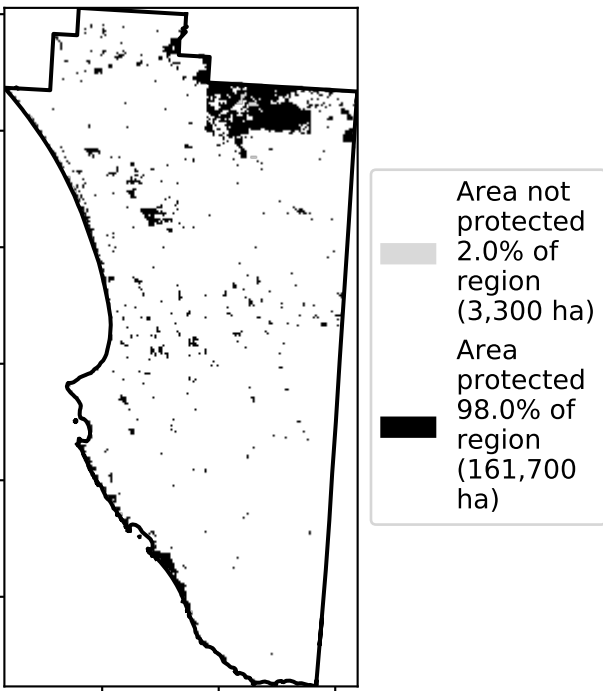 Area not
protected
2.0% of
region
(3,300 ha)
Area
protected
98.0% of
region
(161,700
ha)